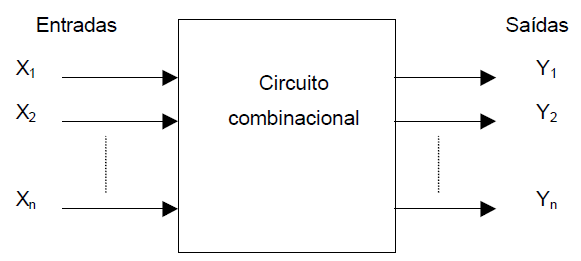 Entradas
Saídas
X1
Circuito
combinacional
Y1
X2
Y2
Xn
Yn